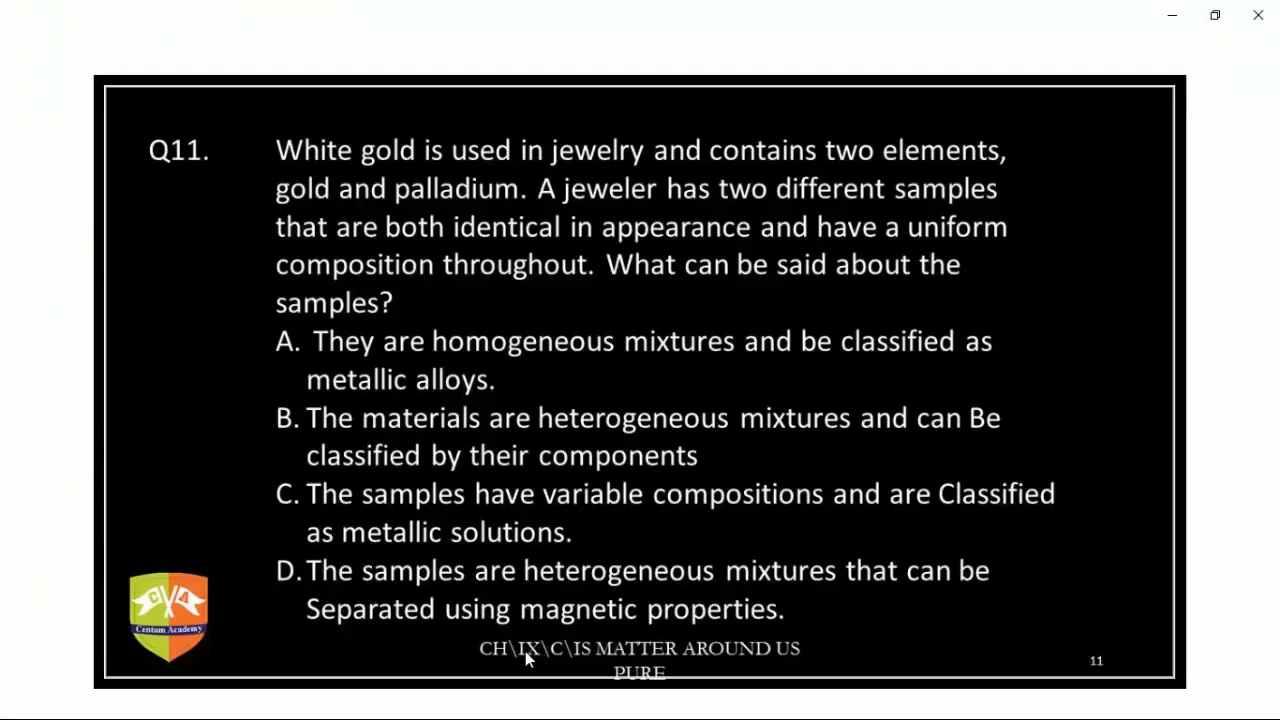 Q11. White gold is used in jewelry and contains two elements,
gold and palladium. A jeweler has two different samples
that are both identical in appearance and have a uniform
composition throughout. What can be said about the
samples?
A. They are homogeneous mixtures and be classified as
metallic alloys.
B. The materials are heterogeneous mixtures and can Be
classified by their components
C. The samples have variable compositions and are Classified
as metallic solutions.
D. The samples are heterogeneous mixtures that can be
Separated using magnetic properties.
C A
Centum Academy
CH\IX\C\IS MATTER AROUND US
PURE
11